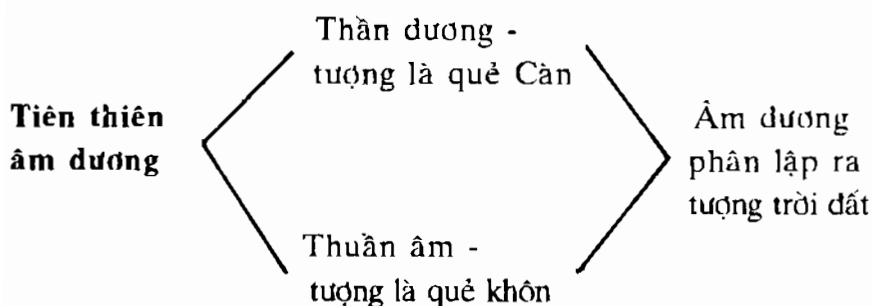 Thần dương -
tượng là quẻ Càn
Tiên thiên
âm dương
Âm dương
phân lập ra
tượng trời đất
Thuần âm -
tượng là quẻ khôn